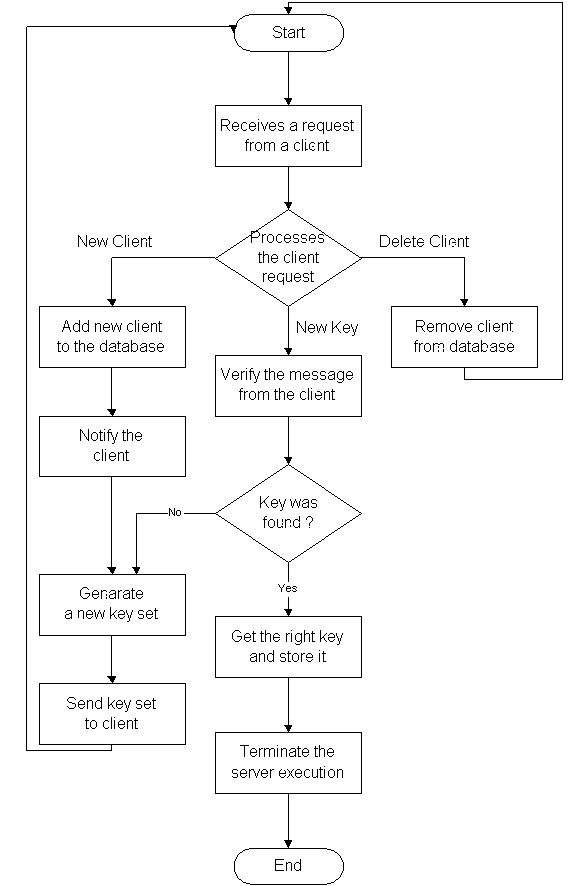 Start
Receives a request
from a client
New Client
Processes
the client
request
Delete Client
Add new client
to the database
New Key
Remove client
from database
Verify the message
from the client
Notify the
client
Key was
found ?
No
Generate
a new key set
Yes
Get the right key
and store it
Send key set
to client
Terminate the
server execution
End